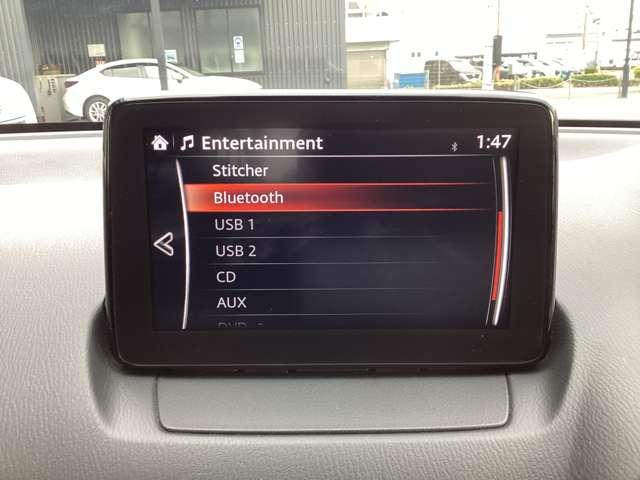 Entertainment 1:47
Stitcher
Bluetooth
USB 1
USB 2
CD
AUX